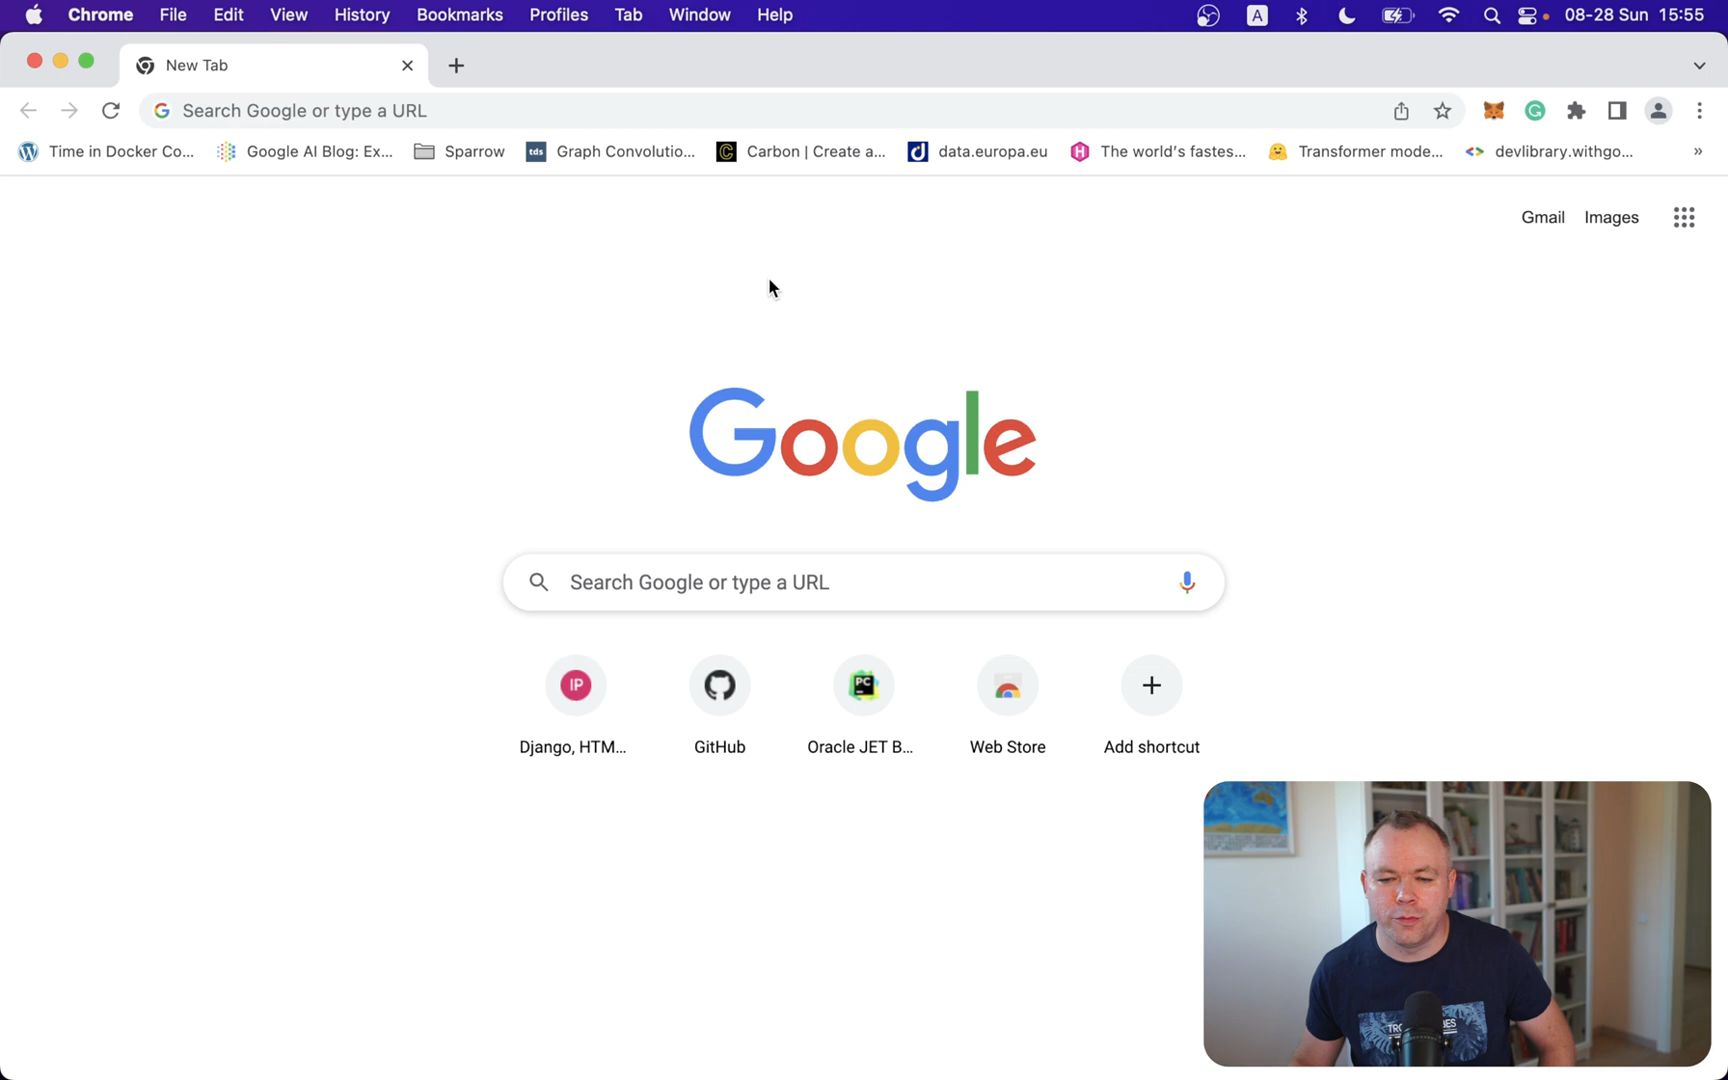 Chrome File Edit View History Bookmarks Profiles Tab Window Help A 08-28 Sun 15:55
New Tab
Search Google or type a URL
Time in Docker Co... Google AI Blog: Ex... Sparrow tds Graph Convolutio... Carbon | Create a... data.europa.eu The world's fastes... Transformer mode... devlibrary.withgo... »
Gmail Images
Google
Search Google or type a URL
IP PC
Django, HTM... GitHub Oracle JET B... Web Store Add shortcut